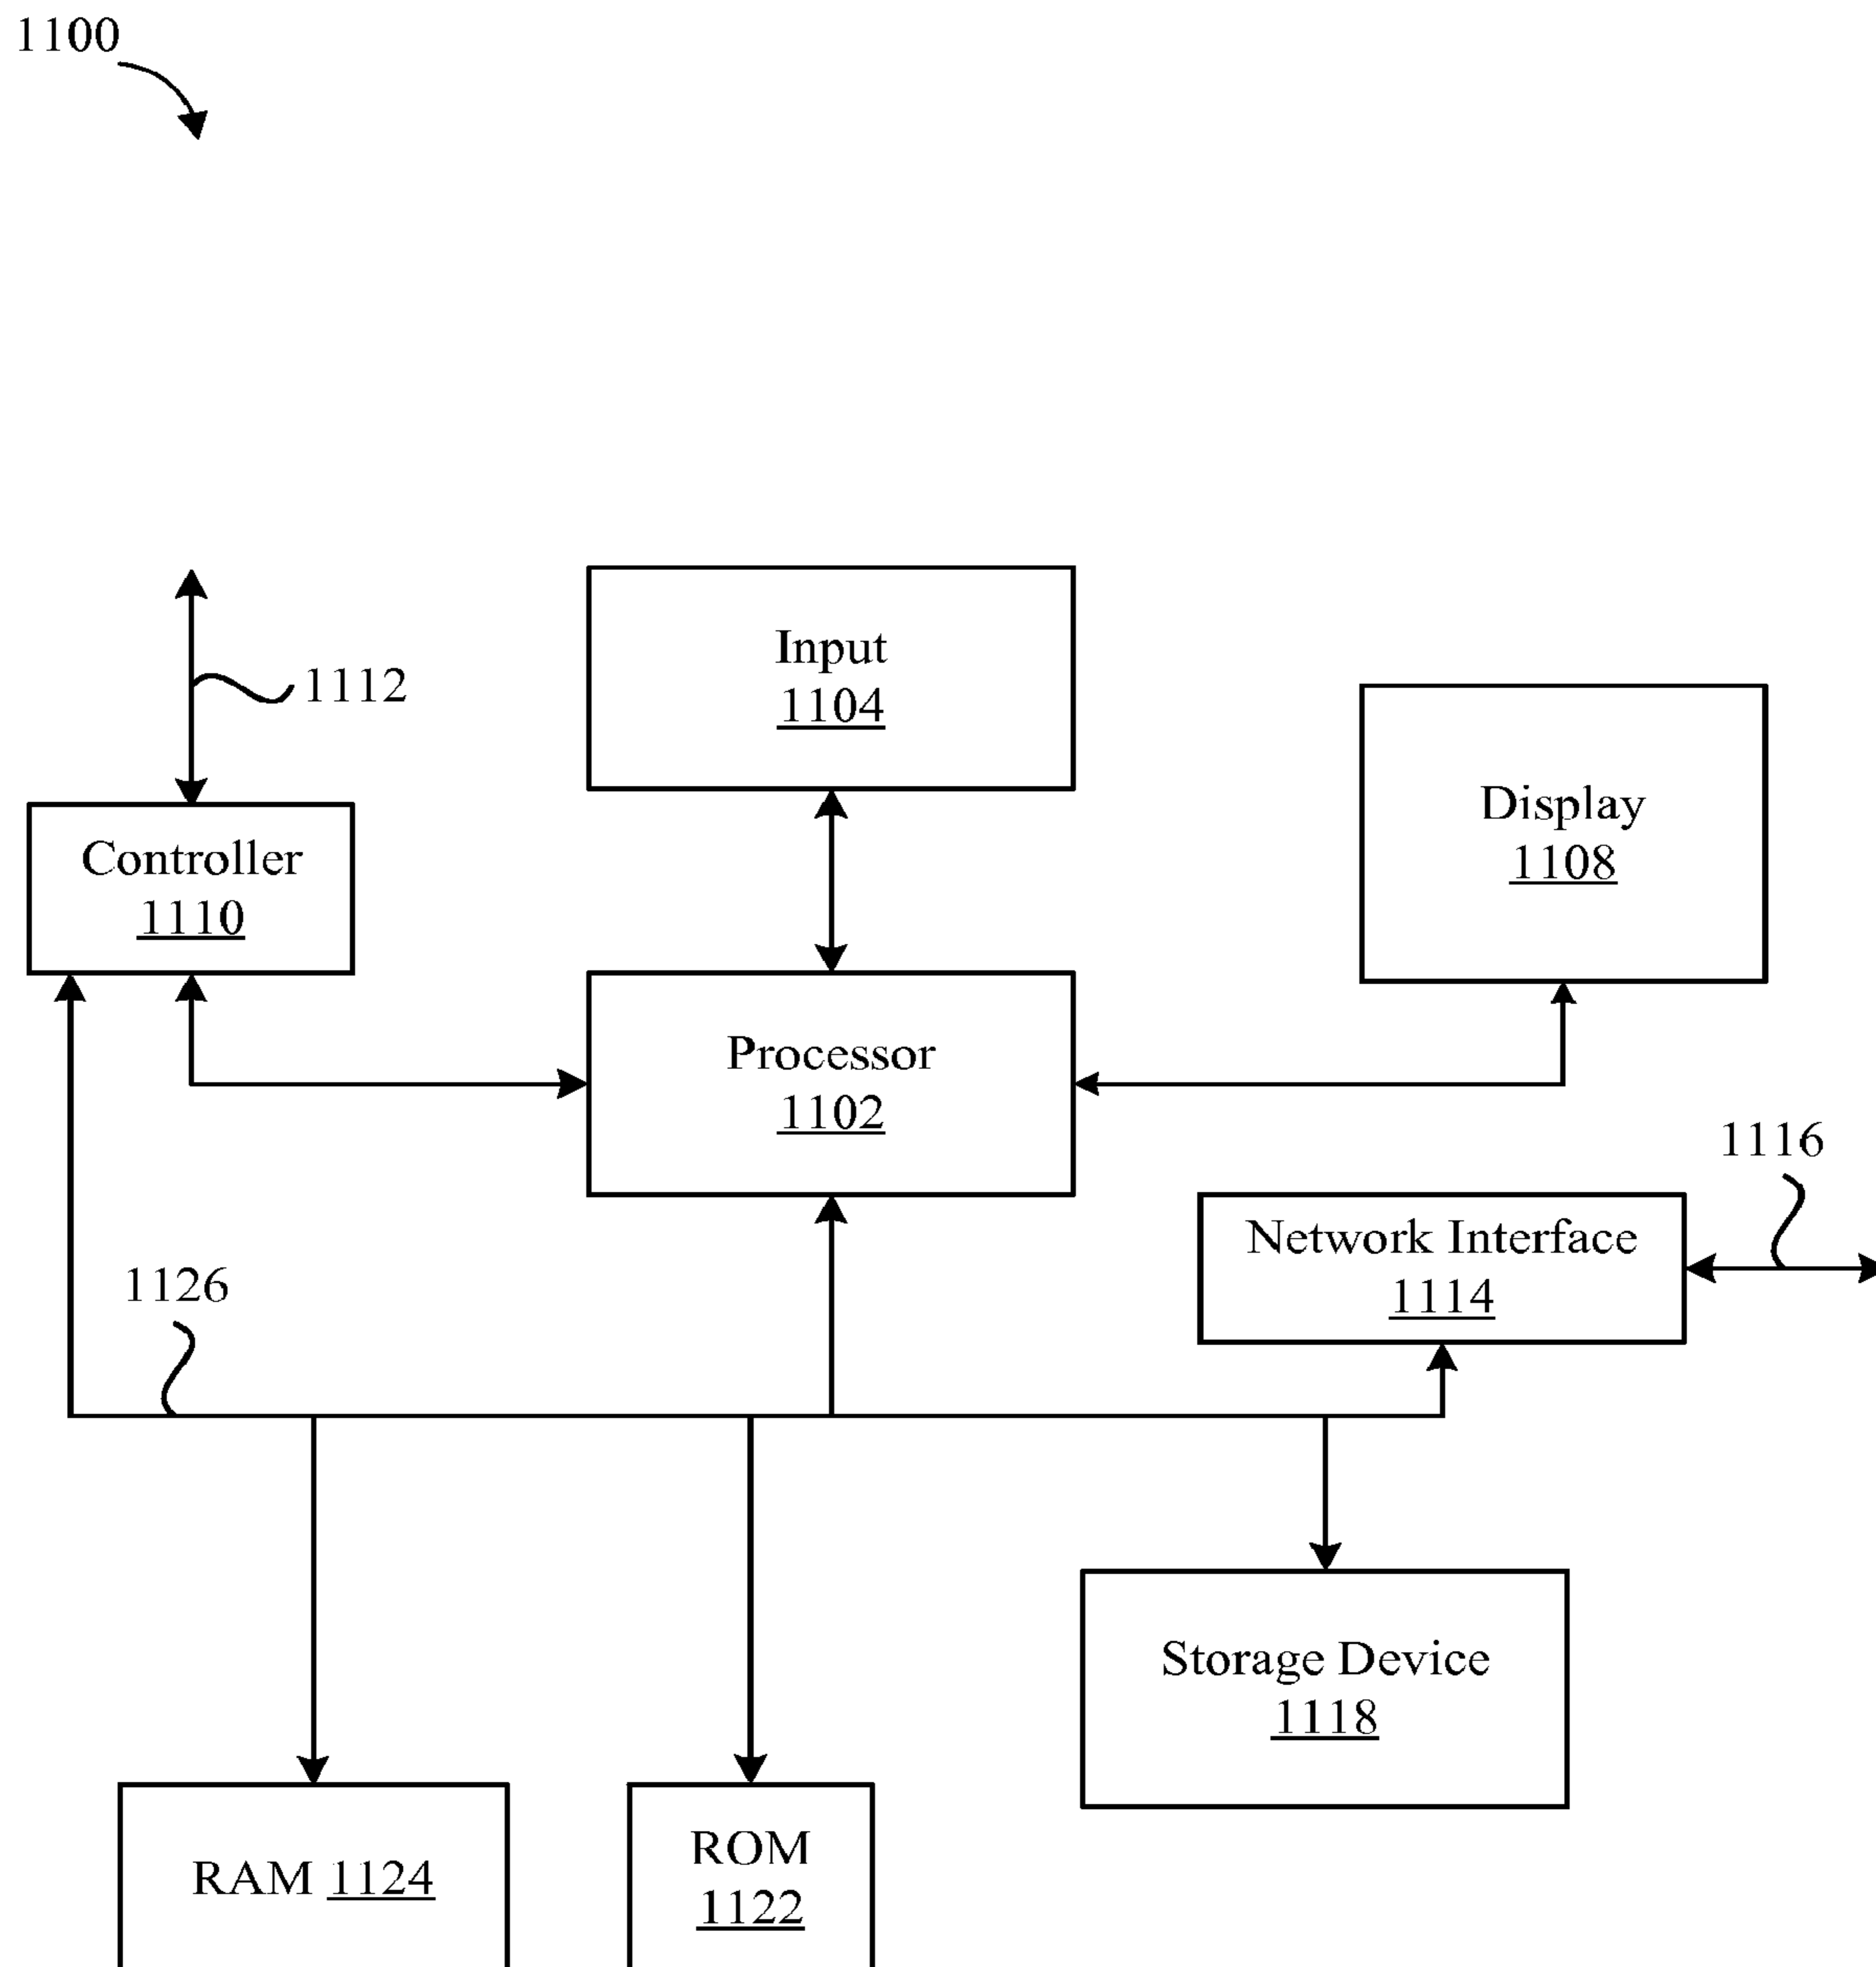 1100
Input
1104
1112
Display
1108
Controller
1110
Processor
1102
1116
Network Interface
1114
1126
Storage Device
1118
RAM 1124
ROM
1122